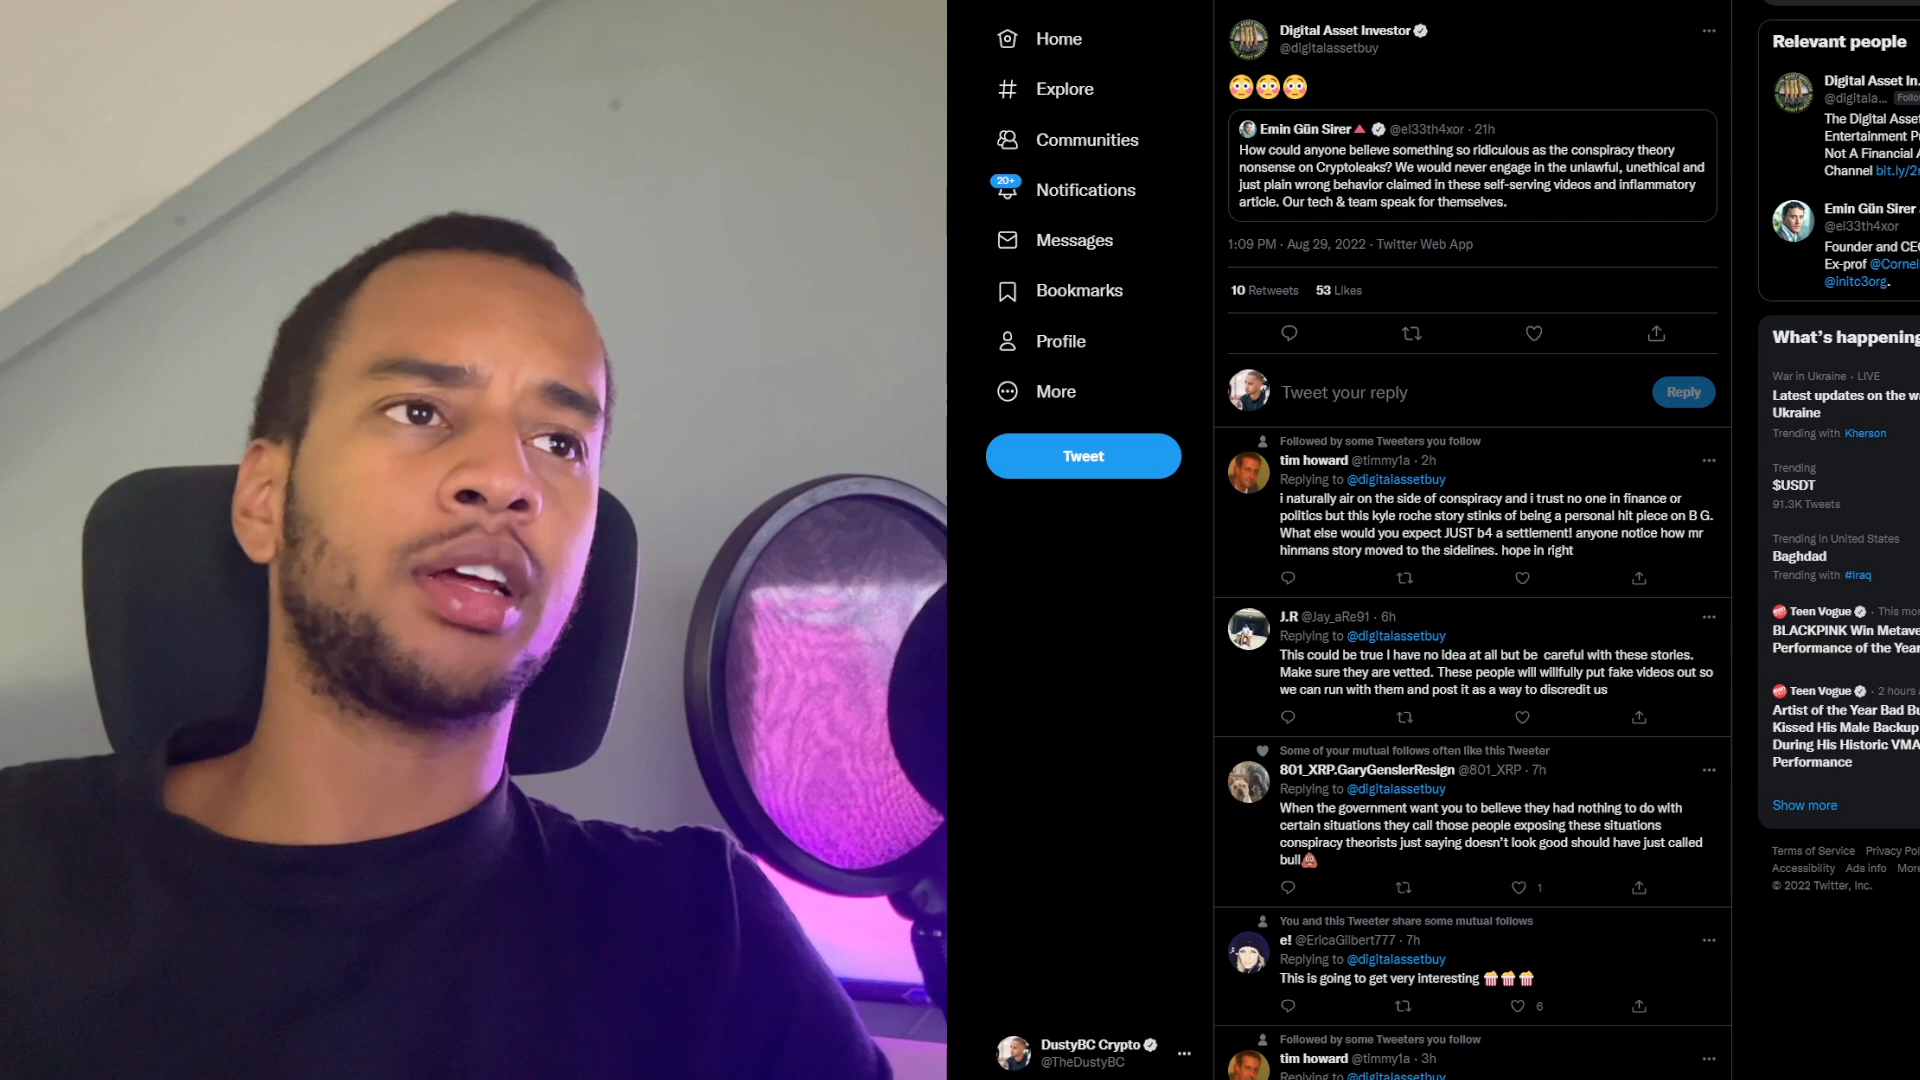 Home
Explore
Communities
20+
Notifications
Messages
Bookmarks
Profile
More
Tweet
DustyBC Crypto
@TheDustyBC
Digital Asset Investor
@digitalassetbuy
Emin Gün Sirer @el33th4xor · 21h
How could anyone believe something so ridiculous as the conspiracy theory
nonsense on Cryptoleaks? We would never engage in the unlawful, unethical and
just plain wrong behavior claimed in these self-serving videos and inflammatory
article. Our tech & team speak for themselves.
1:09 PM · Aug 29, 2022 · Twitter Web App
10 Retweets 53 Likes
Tweet your reply
Reply
Followed by some Tweeters you follow
tim howard @timmy1a · 2h
Replying to @digitalassetbuy
i naturally air on the side of conspiracy and i trust no one in finance or
politics but this kyle roche story stinks of being a personal hit piece on B G.
What else would you expect JUST b4 a settlement! anyone notice how mr
hinmans story moved to the sidelines. hope in right
J.R @Jay_aRe91 · 6h
Replying to @digitalassetbuy
This could be true I have no idea at all but be careful with these stories.
Make sure they are vetted. These people will willfully put fake videos out so
we can run with them and post it as a way to discredit us
Some of your mutual follows often like this Tweeter
801_XRP.GaryGenslerResign @801_XRP · 7h
Replying to @digitalassetbuy
When the government want you to believe they had nothing to do with
certain situations they call those people exposing these situations
conspiracy theorists just saying doesn't look good should have just called
bull💩
1
You and this Tweeter share some mutual follows
e! @EricaGilbert777 · 7h
Replying to @digitalassetbuy
This is going to get very interesting 🍿🍿🍿
6
Followed by some Tweeters you follow
tim howard @timmy1a · 3h
Replying to @digitalassetbuy
Relevant people
Digital Asset In...
@digitala... Follo
The Digital Asset
Entertainment P
Not A Financial A
Channel bit.ly/2r
Emin Gün Sirer
@el33th4xor
Founder and CE
Ex-prof @Cornel
@initc3org.
What's happening
War in Ukraine · LIVE
Latest updates on the wa
Ukraine
Trending with Kherson
Trending
$USDT
91.3K Tweets
Trending in United States
Baghdad
Trending with #Iraq
Teen Vogue · This mor
BLACKPINK Win Metave
Performance of the Year
Teen Vogue · 2 hours a
Artist of the Year Bad Bu
Kissed His Male Backup
During His Historic VMA
Performance
Show more
Terms of Service Privacy Pol
Accessibility Ads info More
© 2022 Twitter, Inc.